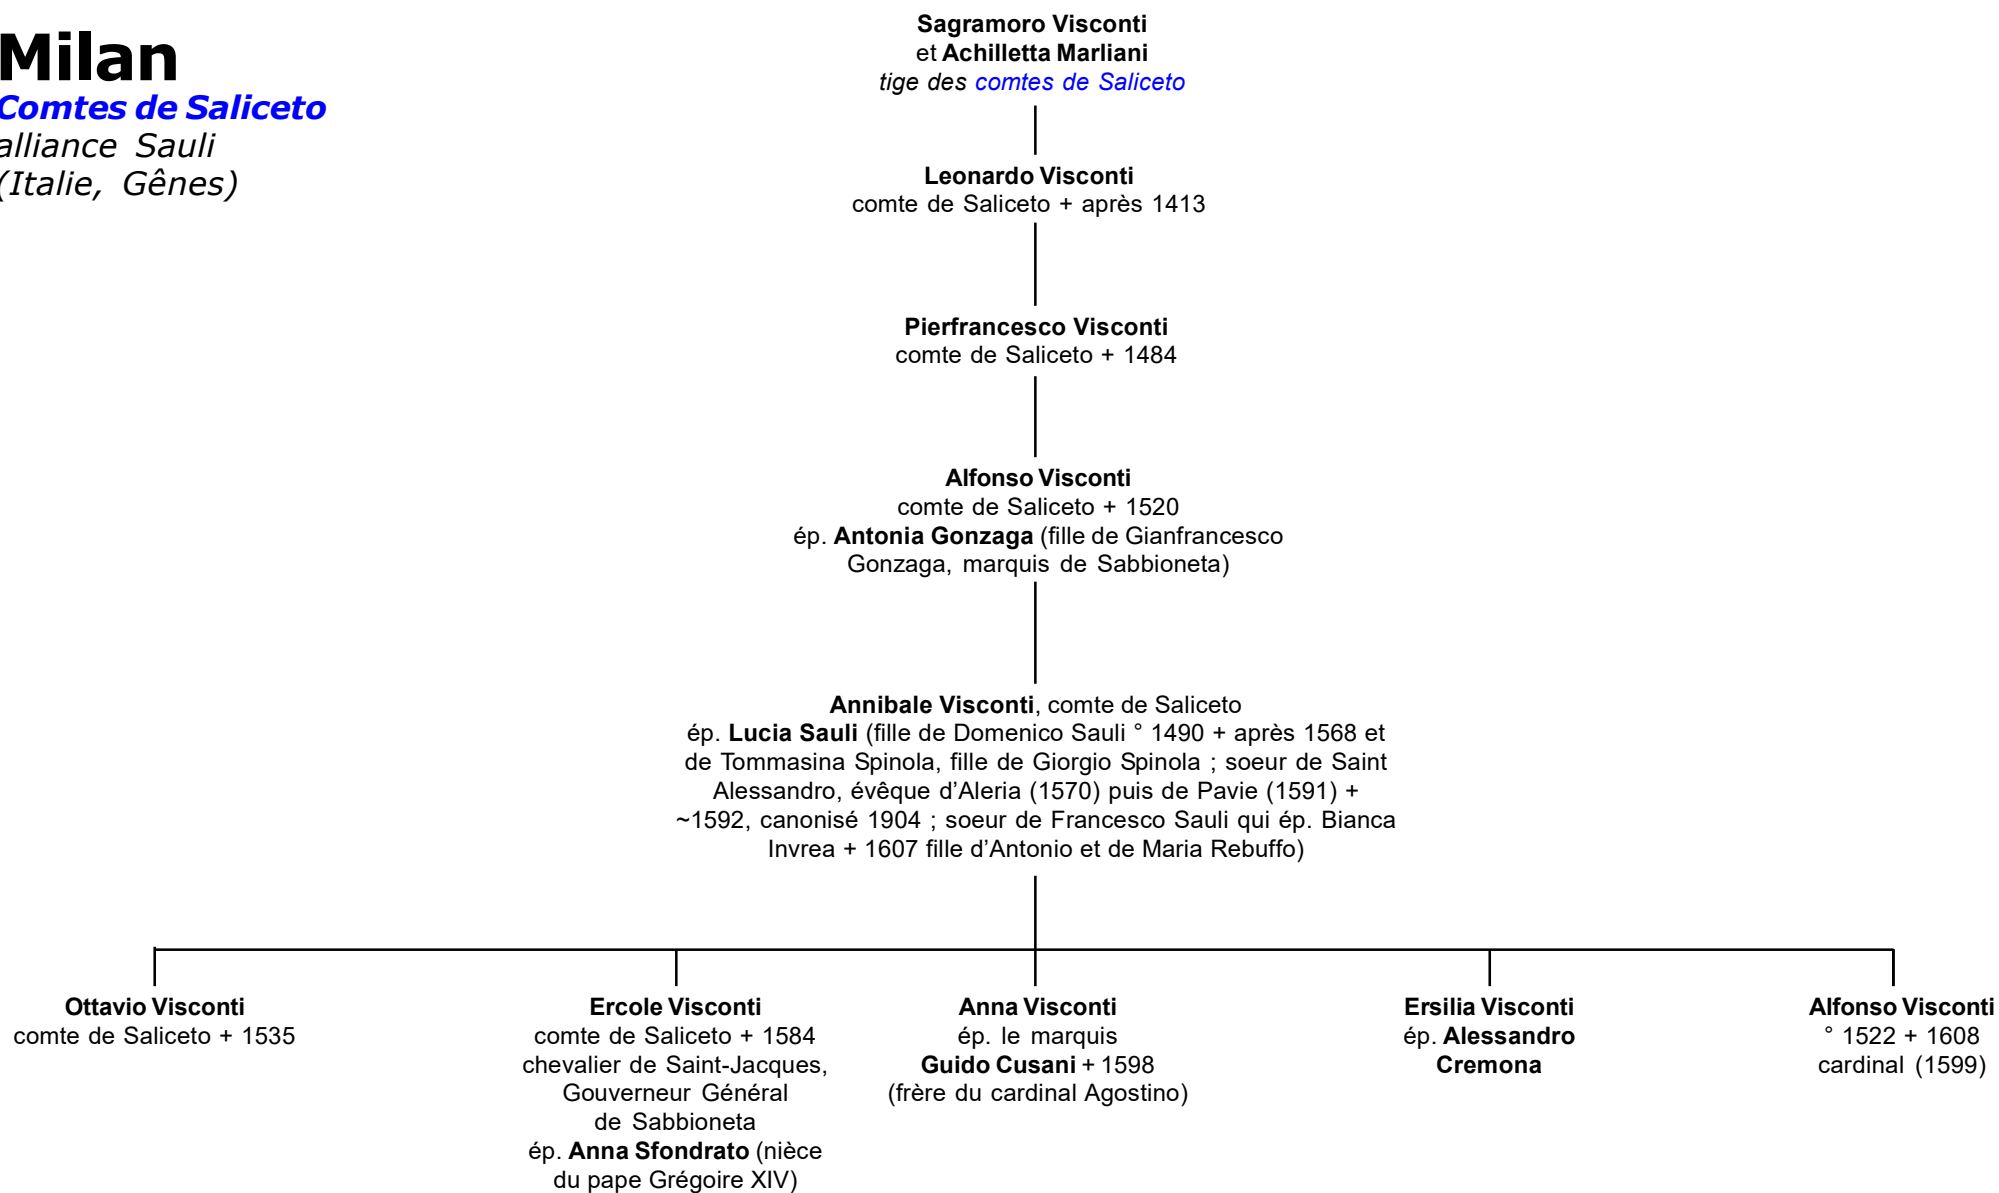 Milan
Comtes de Saliceto
alliance Sauli
(Italie, Gênes)
Sagramoro Visconti
et Achilletta Marliani
tige des comtes de Saliceto
Leonardo Visconti
comte de Saliceto + après 1413
Pierfrancesco Visconti
comte de Saliceto + 1484
Alfonso Visconti
comte de Saliceto + 1520
ép. Antonia Gonzaga (fille de Gianfrancesco
Gonzaga, marquis de Sabbioneta)
Annibale Visconti, comte de Saliceto
ép. Lucia Sauli (fille de Domenico Sauli ° 1490 + après 1568 et
de Tommasina Spinola, fille de Giorgio Spinola ; soeur de Saint
Alessandro, évêque d’Aleria (1570) puis de Pavie (1591) +
~1592, canonisé 1904 ; soeur de Francesco Sauli qui ép. Bianca
Invrea + 1607 fille d’Antonio et de Maria Rebuffo)
Ottavio Visconti
comte de Saliceto + 1535
Ercole Visconti
comte de Saliceto + 1584
chevalier de Saint-Jacques,
Gouverneur Général
de Sabbioneta
ép. Anna Sfondrato (nièce
du pape Grégoire XIV)
Anna Visconti
ép. le marquis
Guido Cusani + 1598
(frère du cardinal Agostino)
Ersilia Visconti
ép. Alessandro
Cremona
Alfonso Visconti
° 1522 + 1608
cardinal (1599)